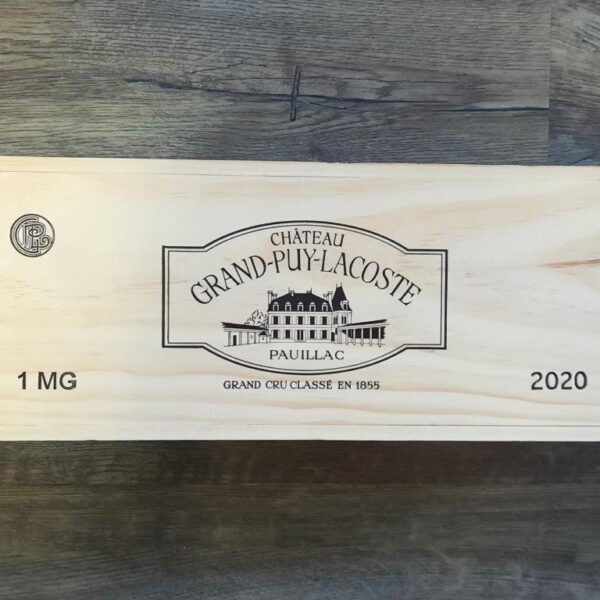 CHÂTEAU
GRAND-PUY-LACOSTE
PAUILLAC
GRAND CRU CLASSÉ EN 1855
1 MG
2020